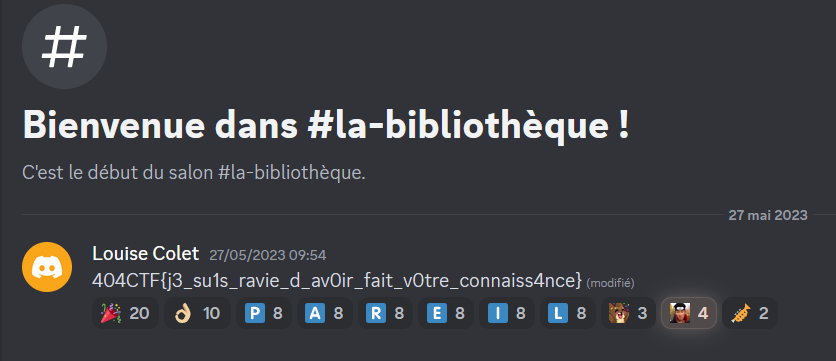 #
Bienvenue dans #la-bibliothèque !
C'est le début du salon #la-bibliothèque.
27 mai 2023
Louise Colet 27/05/2023 09:54
404CTF{j3_su1s_ravie_d_av0ir_fait_v0tre_connaiss4nce} (modifié)
20 10 P 8 A 8 R 8 E 8 I 8 L 8 3 4 2